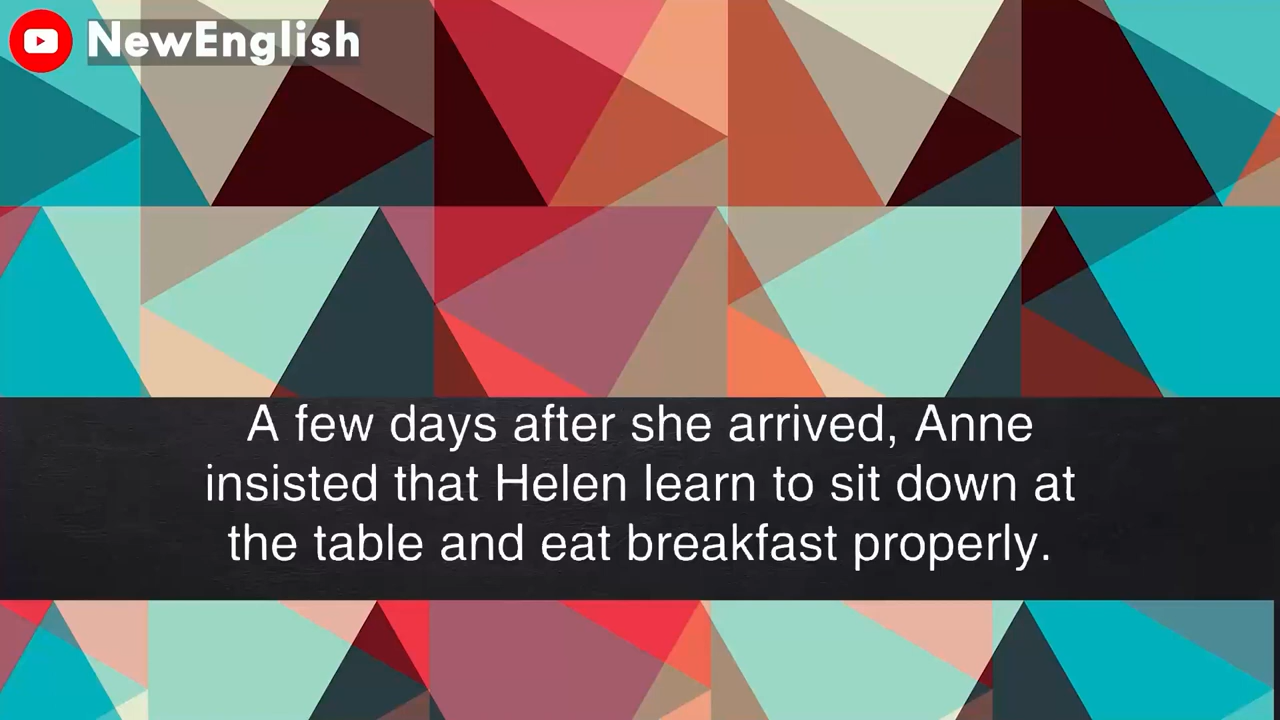 NewEnglish
A few days after she arrived, Anne
insisted that Helen learn to sit down at
the table and eat breakfast properly.